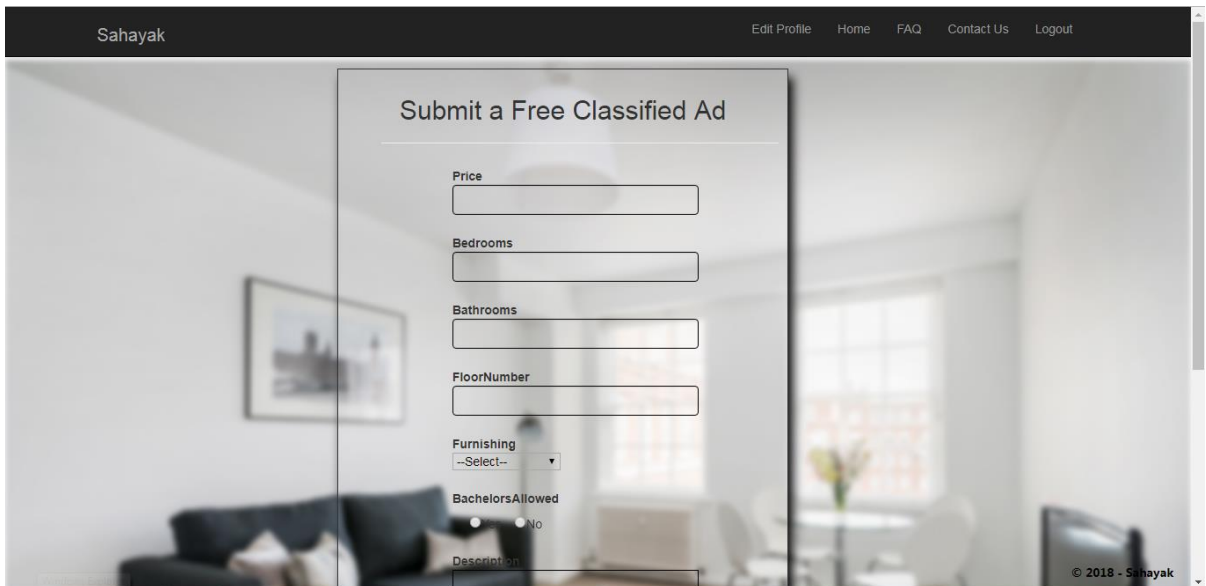 Sahayak
Edit Profile Home FAQ Contact Us Logout
Submit a Free Classified Ad
Price
Bedrooms
Bathrooms
FloorNumber
Furnishing
--Select--
BachelorsAllowed
No
Description
© 2018 - Sahayak